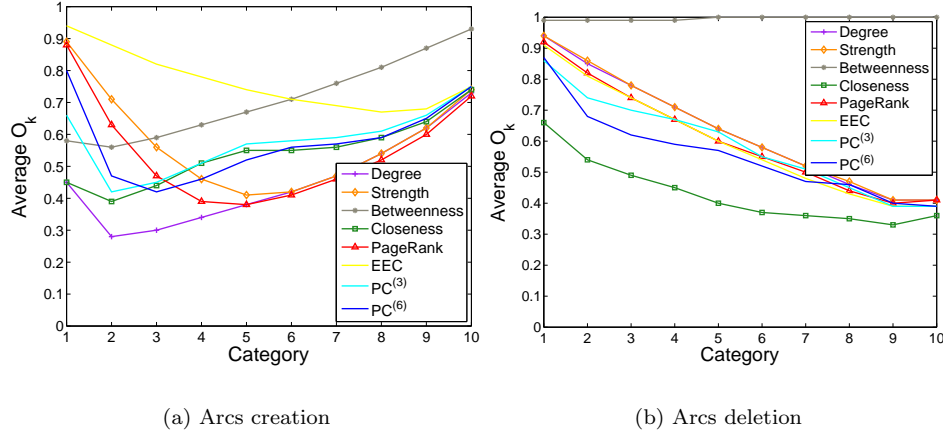 Average O_k
1
0.9
0.8
0.7
0.6
0.5
0.4
0.3
0.2
0.1
0
1 2 3 4 5 6 7 8 9 10
Category
Degree
Strength
Betweenness
Closeness
PageRank
EEC
PC^(3)
PC^(6)
(a) Arcs creation
Average O_k
1
0.9
0.8
0.7
0.6
0.5
0.4
0.3
0.2
0.1
0
1 2 3 4 5 6 7 8 9 10
Category
Degree
Strength
Betweenness
Closeness
PageRank
EEC
PC^(3)
PC^(6)
(b) Arcs deletion